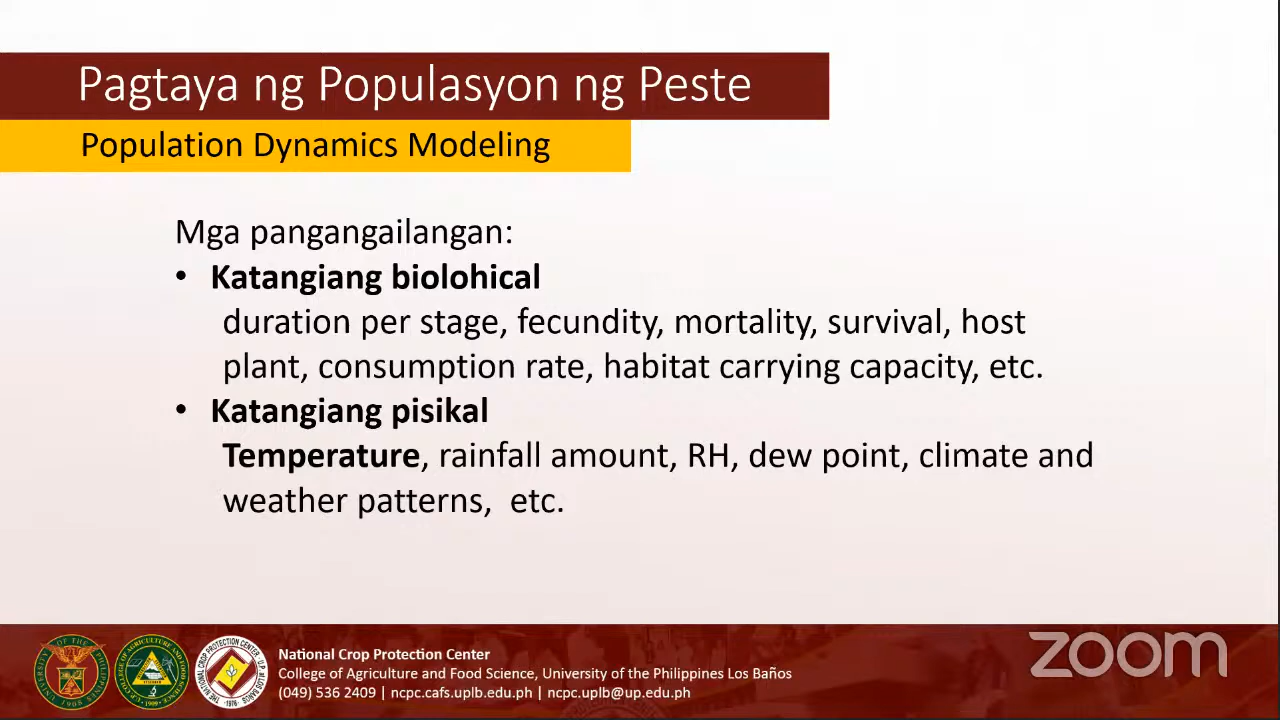 Pagtaya ng Populasyon ng Peste
Population Dynamics Modeling
Mga pangangailangan:
• Katangiang biolohical
duration per stage, fecundity, mortality, survival, host
plant, consumption rate, habitat carrying capacity, etc.
• Katangiang pisikal
Temperature, rainfall amount, RH, dew point, climate and
weather patterns, etc.
National Crop Protection Center
College of Agriculture and Food Science, University of the Philippines Los Baños
(049) 536 2409 | ncpc.cafs.uplb.edu.ph | ncpc.uplb@up.edu.ph
zoom